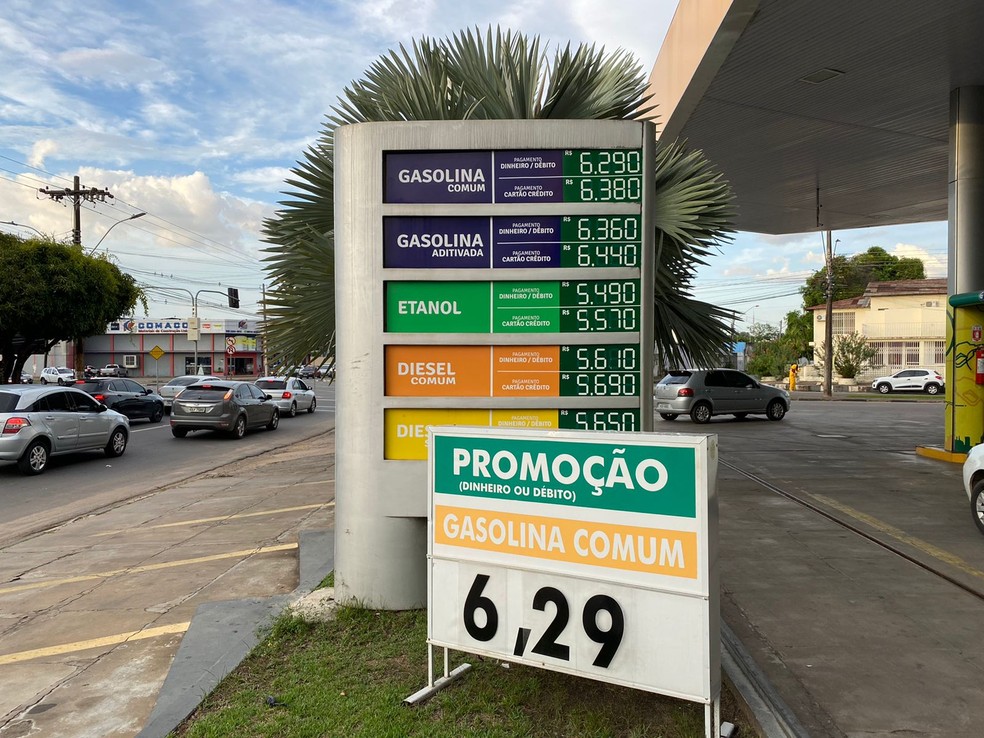 GASOLINA
COMUM
PAGAMENTO
DINHEIRO / DÉBITO
R$ 6.290
PAGAMENTO
CARTÃO CRÉDITO
6.380
GASOLINA
ADITIVADA
PAGAMENTO
DINHEIRO / DÉBITO
R$ 6.360
PAGAMENTO
CARTÃO CRÉDITO
R$ 6.440
ETANOL
PAGAMENTO
DINHEIRO / DÉBITO
R$ 5.490
PAGAMENTO
CARTÃO CRÉDITO
R$ 5.570
DIESEL
COMUM
PAGAMENTO
DINHEIRO / DÉBITO
R$ 5.610
PAGAMENTO
CARTÃO CRÉDITO
R$ 5.690
PAGAMENTO
DINHEIRO / DÉBITO
R$ 5.650
PROMOÇÃO
(DINHEIRO OU DÉBITO)
GASOLINA COMUM
6,29
COMACO